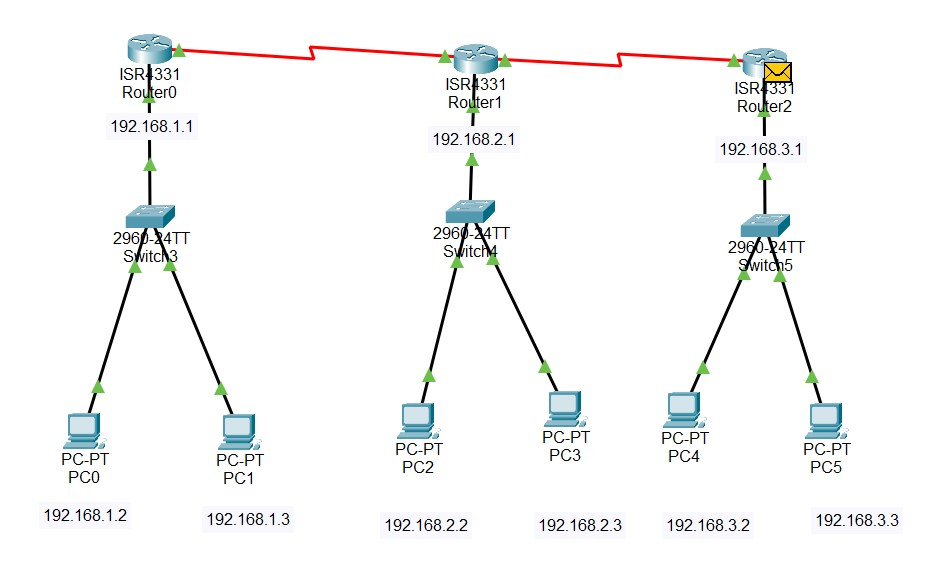 ISR4331
Router0
192.168.1.1
ISR4331
Router1
192.168.2.1
ISR4331
Router2
192.168.3.1
2960-24TT
Switch3
2960-24TT
Switch4
2960-24TT
Switch5
PC-PT
PC0
PC-PT
PC1
PC-PT
PC2
PC-PT
PC3
PC-PT
PC4
PC-PT
PC5
192.168.1.2
192.168.1.3
192.168.2.2
192.168.2.3
192.168.3.2
192.168.3.3